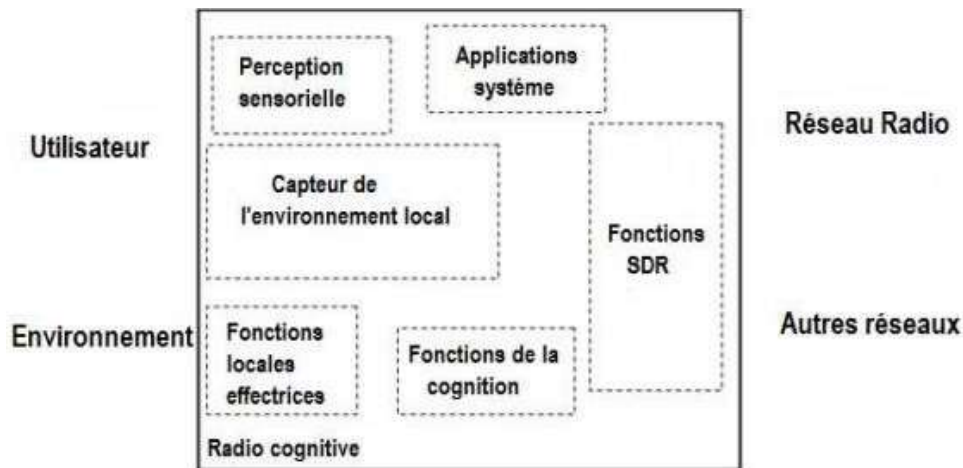 Perception
sensorielle
Applications
système
Utilisateur
Réseau Radio
Capteur de
l'environnement local
Fonctions
SDR
Environnement
Fonctions
locales
effectrices
Fonctions de la
cognition
Autres réseaux
Radio cognitive